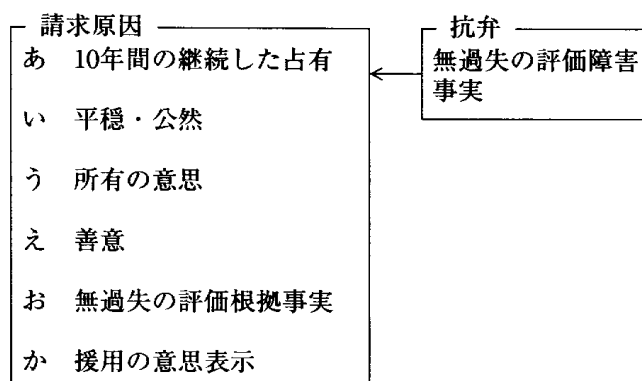 請求原因
あ 10年間の継続した占有
い 平穏・公然
う 所有の意思
え 善意
お 無過失の評価根拠事実
か 援用の意思表示
抗弁
無過失の評価障害
事実